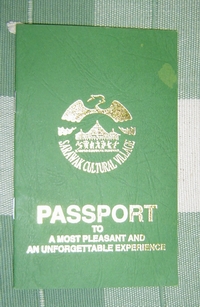 SARAWAK CULTURAL VILLAGE
PASSPORT
TO
A MOST PLEASANT AND
AN UNFORGETTABLE EXPERIENCE